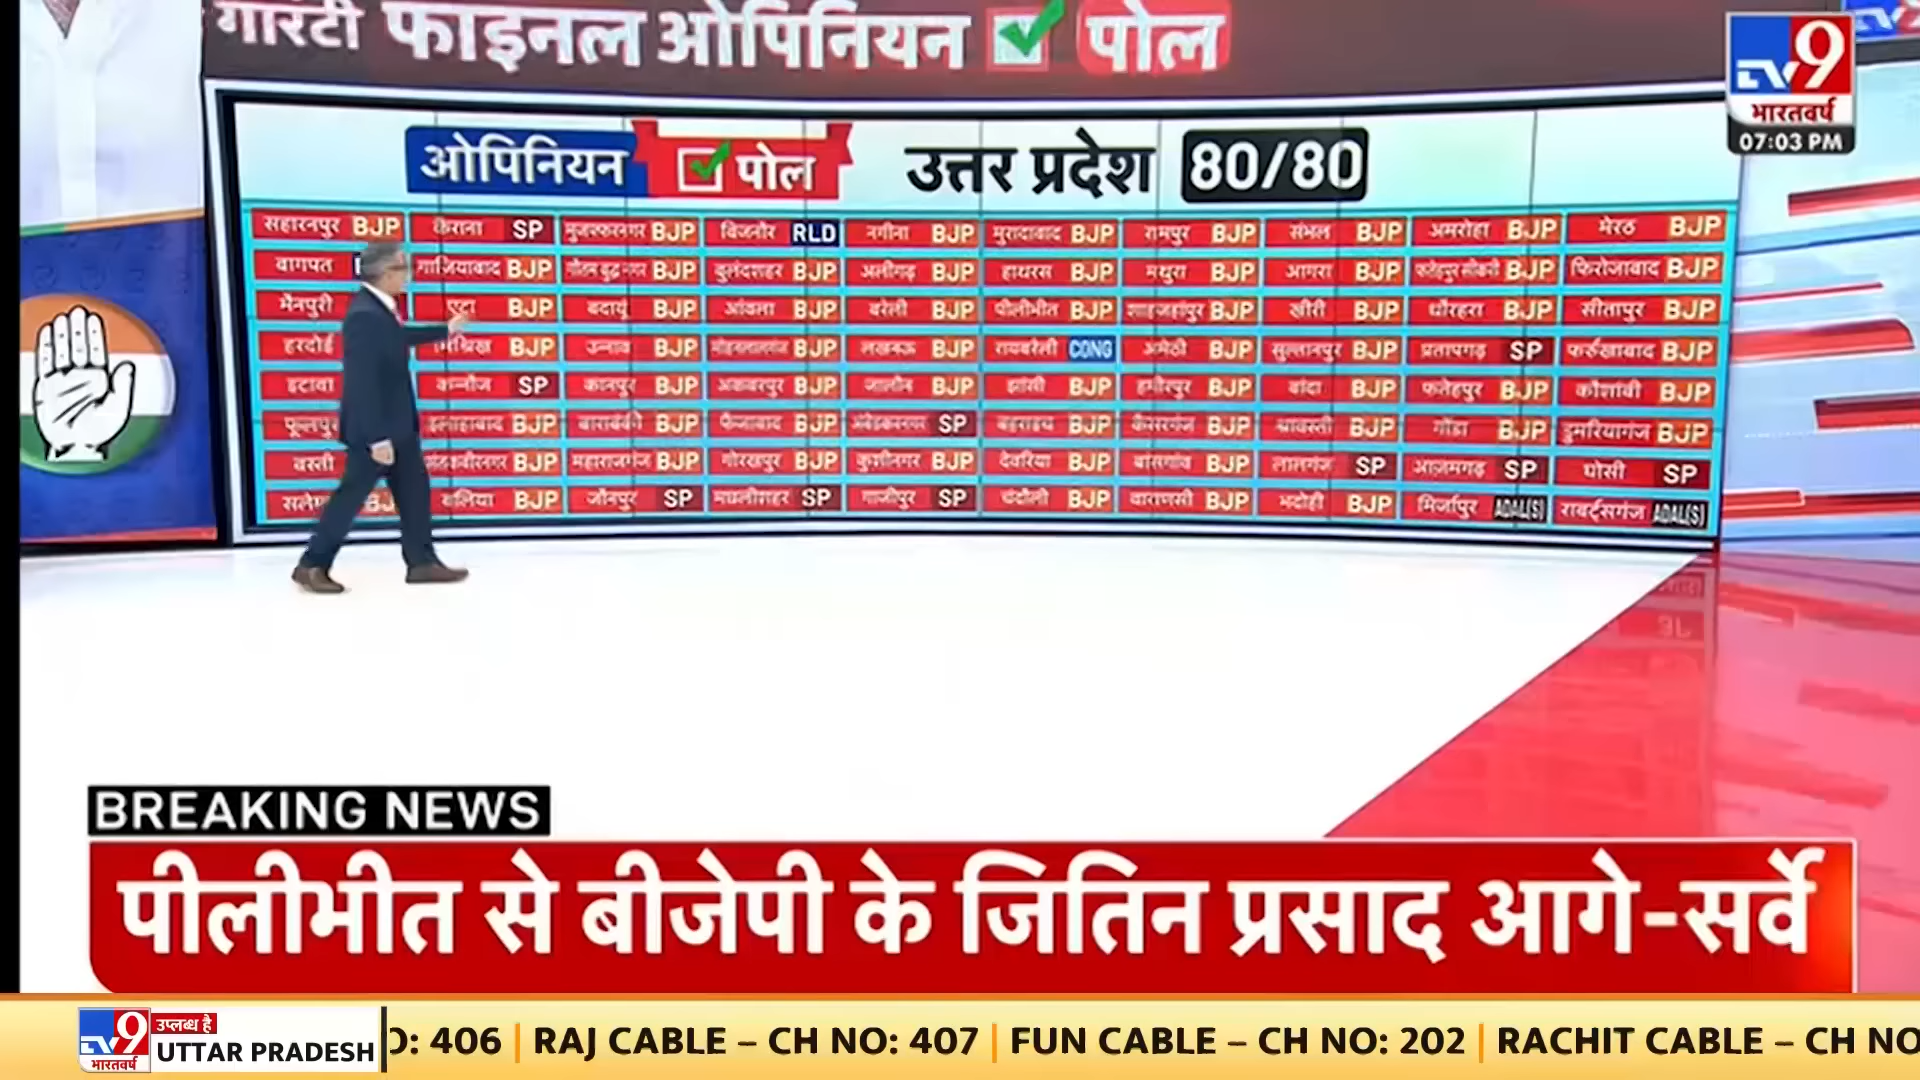 गारंटी फाइनल ओपिनियन पोल
TV9
भारतवर्ष
07:03 PM
ओपिनियन पोल उत्तर प्रदेश 80/80
सहारनपुर BJP कैराना SP मुजफ्फरनगर BJP बिजनौर RLD नगीना BJP मुरादाबाद BJP रामपुर BJP संभल BJP अमरोहा BJP मेरठ BJP
बागपत गाजियाबाद BJP गौतम बुद्ध नगर BJP बुलंदशहर BJP अलीगढ़ BJP हाथरस BJP मथुरा BJP आगरा BJP फतेहपुर सीकरी BJP फिरोजाबाद BJP
मैनपुरी एटा BJP बदायूं BJP आंवला BJP बरेली BJP पीलीभीत BJP शाहजहांपुर BJP खीरी BJP धौरहरा BJP सीतापुर BJP
हरदोई BJP उन्नाव BJP मोहनलालगंज BJP लखनऊ BJP रायबरेली CONG अमेठी BJP सुल्तानपुर BJP प्रतापगढ़ SP फर्रुखाबाद BJP
इटावा कन्नौज SP कानपुर BJP अकबरपुर BJP जालौन BJP झांसी BJP हमीरपुर BJP बांदा BJP फतेहपुर BJP कौशांबी BJP
फूलपुर इलाहाबाद BJP बाराबंकी BJP फैजाबाद BJP अंबेडकरनगर SP बहराइच BJP कैसरगंज BJP श्रावस्ती BJP गोंडा BJP डुमरियागंज BJP
बस्ती संतकबीरनगर BJP महाराजगंज BJP गोरखपुर BJP कुशीनगर BJP देवरिया BJP बांसगांव BJP लालगंज SP आज़मगढ़ SP घोसी SP
बलिया BJP जौनपुर SP मछलीशहर SP गाजीपुर SP चंदौली BJP वाराणसी BJP भदोही BJP मिर्जापुर ADAL(S) राबर्ट्सगंज ADAL(S)
BREAKING NEWS
पीलीभीत से बीजेपी के जितिन प्रसाद आगे-सर्वे
TV9 भारतवर्ष उपलब्ध है UTTAR PRADESH
O: 406 | RAJ CABLE – CH NO: 407 | FUN CABLE – CH NO: 202 | RACHIT CABLE – CH NO